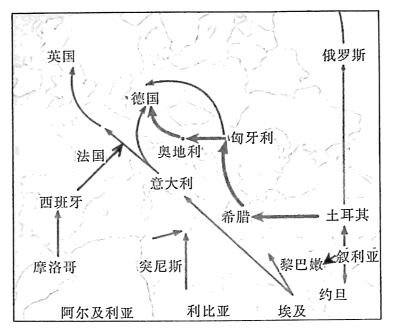 英国
俄罗斯
德国
匈牙利
奥地利
法国
意大利
西班牙
希腊
土耳其
摩洛哥
突尼斯
黎巴嫩
叙利亚
约旦
阿尔及利亚
利比亚
埃及